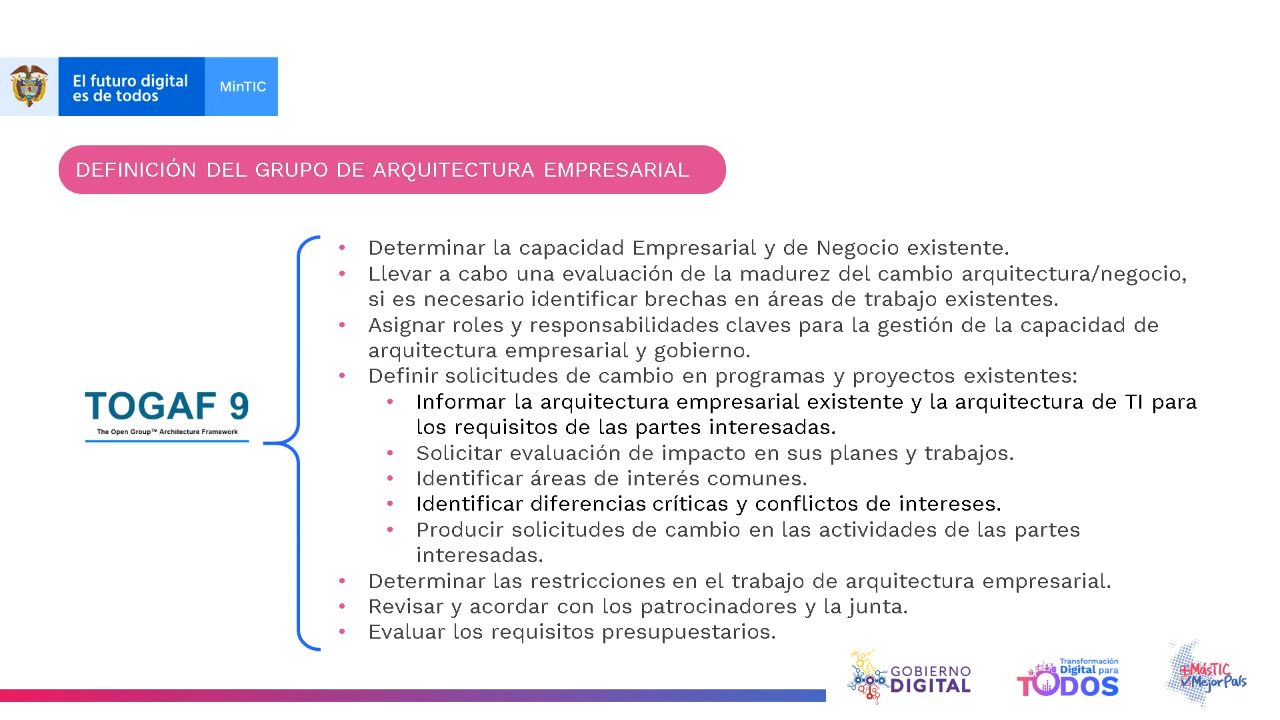 El futuro digital
es de todos
MinTIC
DEFINICIÓN DEL GRUPO DE ARQUITECTURA EMPRESARIAL
• Determinar la capacidad Empresarial y de Negocio existente.
• Llevar a cabo una evaluación de la madurez del cambio arquitectura/negocio,
si es necesario identificar brechas en áreas de trabajo existentes.
• Asignar roles y responsabilidades claves para la gestión de la capacidad de
arquitectura empresarial y gobierno.
• Definir solicitudes de cambio en programas y proyectos existentes:
• Informar la arquitectura empresarial existente y la arquitectura de TI para
los requisitos de las partes interesadas.
• Solicitar evaluación de impacto en sus planes y trabajos.
• Identificar áreas de interés comunes.
• Identificar diferencias críticas y conflictos de intereses.
• Producir solicitudes de cambio en las actividades de las partes
interesadas.
• Determinar las restricciones en el trabajo de arquitectura empresarial.
• Revisar y acordar con los patrocinadores y la junta.
• Evaluar los requisitos presupuestarios.
TOGAF 9
The Open Group™ Architecture Framework
GOBIERNO
DIGITAL
Transformación
Digital para
TODOS
+MásTIC
MejorPaís